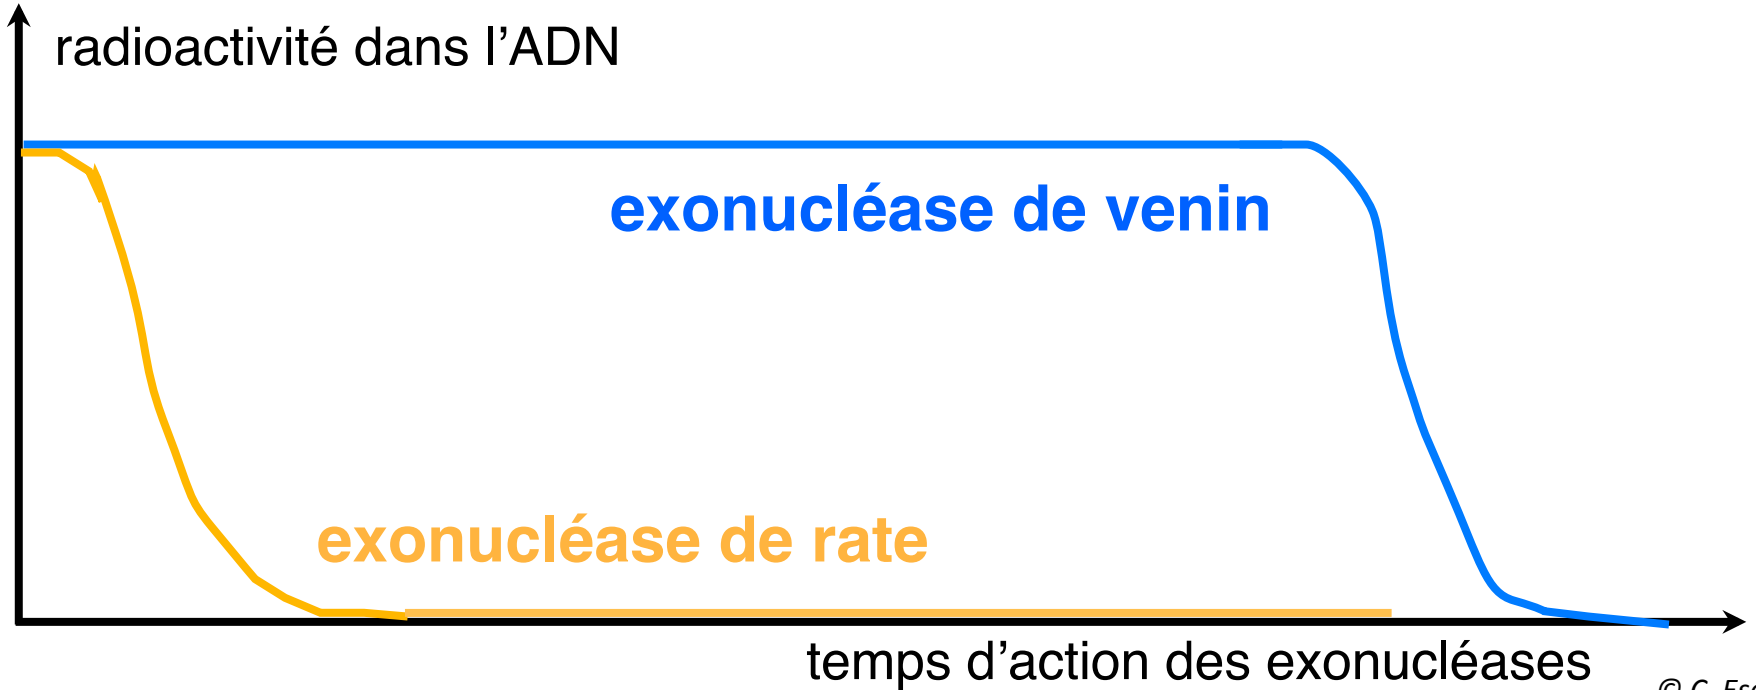 radioactivité dans l’ADN
exonucléase de venin
exonucléase de rate
temps d’action des exonucléases
© C.